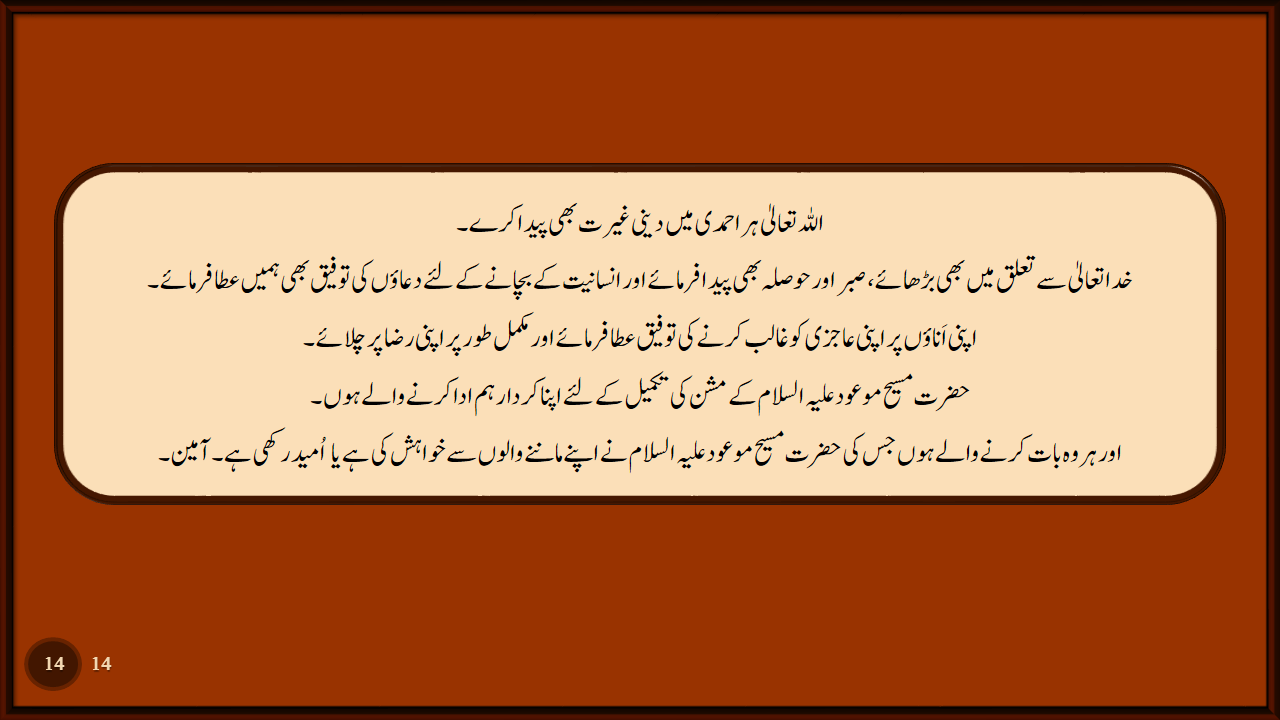 اللہ تعالیٰ ہر احمدی میں دینی غیرت بھی پیدا کرے۔
خدا تعالیٰ سے تعلق میں بھی بڑھائے، صبر اور حوصلہ بھی پیدا فرمائے اور انسانیت کے بچانے کے لئے دعاؤں کی توفیق بھی ہمیں عطا فرمائے۔
اپنی اَناؤں پر اپنی عاجزی کو غالب کرنے کی توفیق عطا فرمائے اور مکمل طور پر اپنی رضا پر چلائے۔
حضرت مسیح موعود علیہ السلام کے مشن کی تکمیل کے لئے اپنا کردار ہم ادا کرنے والے ہوں۔
اور ہر وہ بات کرنے والے ہوں جس کی حضرت مسیح موعود علیہ السلام نے اپنے ماننے والوں سے خواہش کی ہے یا اُمید رکھی ہے۔ آمین۔
14 14